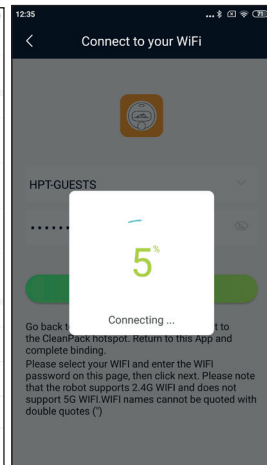 12:35
Connect to your WiFi
HPT-GUESTS
5%
Connecting ...
Go back t
t to
the CleanPack hotspot. Return to this App and
complete binding.
Please select your WIFI and enter the WIFI
password on this page, then click next. Please note
that the robot supports 2.4G WIFI and does not
support 5G WIFI.WIFI names cannot be quoted with
double quotes (")